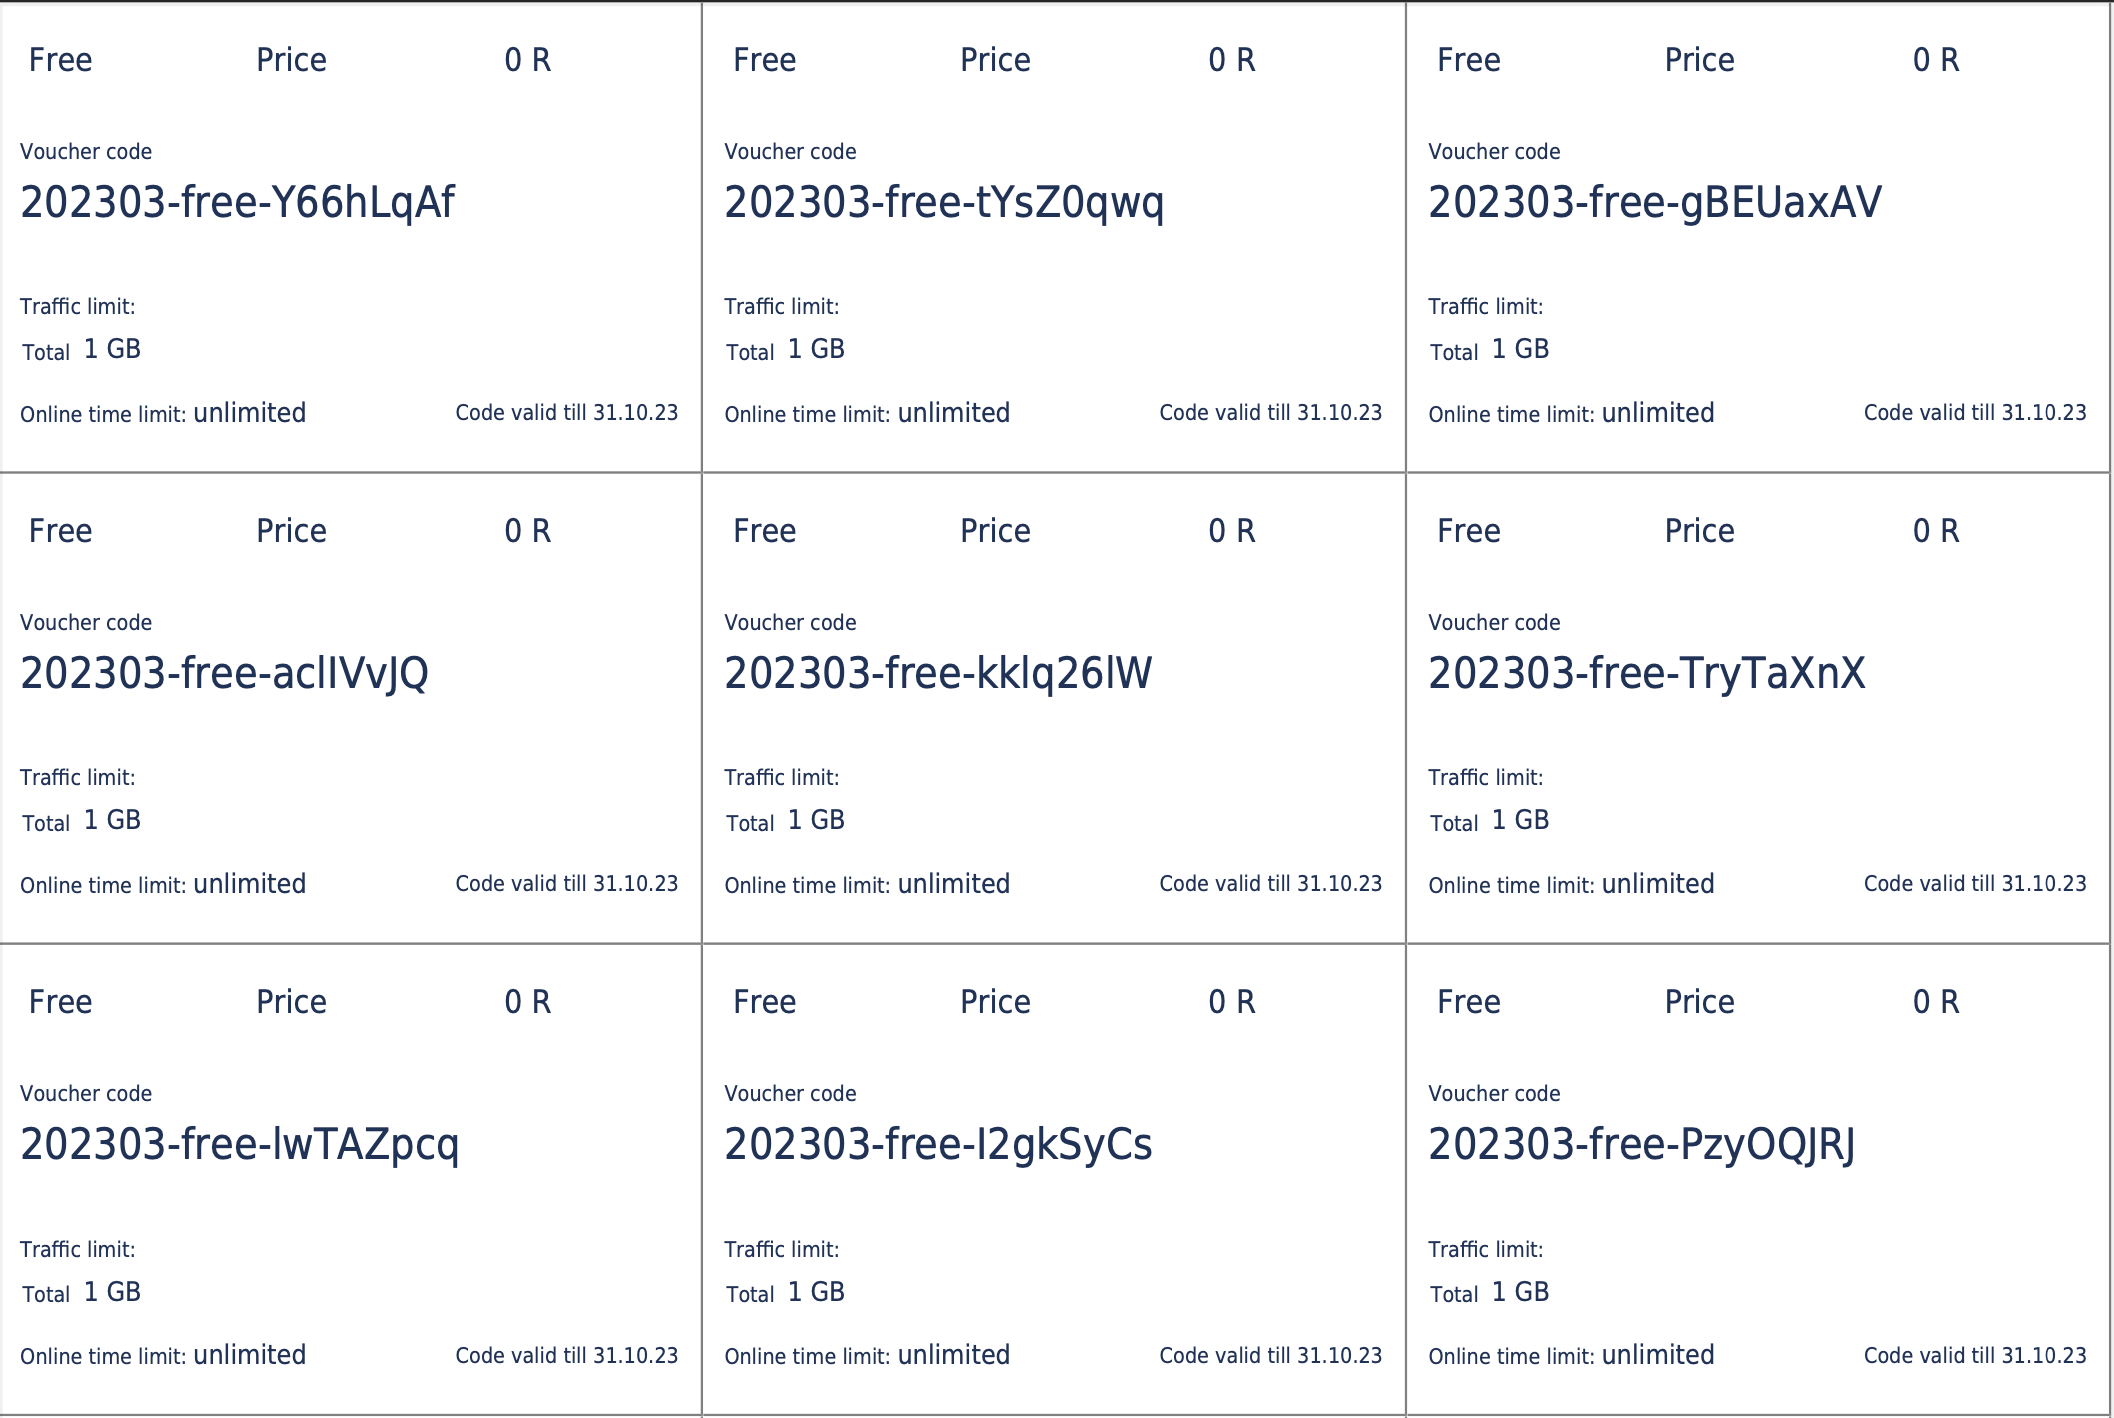 Free Price 0 R
Voucher code
202303-free-Y66hLqAf
Traffic limit:
Total 1 GB
Online time limit: unlimited Code valid till 31.10.23
Free Price 0 R
Voucher code
202303-free-tYsZ0qwq
Traffic limit:
Total 1 GB
Online time limit: unlimited Code valid till 31.10.23
Free Price 0 R
Voucher code
202303-free-gBEUaxAV
Traffic limit:
Total 1 GB
Online time limit: unlimited Code valid till 31.10.23
Free Price 0 R
Voucher code
202303-free-aclIVvJQ
Traffic limit:
Total 1 GB
Online time limit: unlimited Code valid till 31.10.23
Free Price 0 R
Voucher code
202303-free-kklq26lW
Traffic limit:
Total 1 GB
Online time limit: unlimited Code valid till 31.10.23
Free Price 0 R
Voucher code
202303-free-TryTaXnX
Traffic limit:
Total 1 GB
Online time limit: unlimited Code valid till 31.10.23
Free Price 0 R
Voucher code
202303-free-lwTAZpcq
Traffic limit:
Total 1 GB
Online time limit: unlimited Code valid till 31.10.23
Free Price 0 R
Voucher code
202303-free-I2gkSyCs
Traffic limit:
Total 1 GB
Online time limit: unlimited Code valid till 31.10.23
Free Price 0 R
Voucher code
202303-free-PzyOQJRJ
Traffic limit:
Total 1 GB
Online time limit: unlimited Code valid till 31.10.23